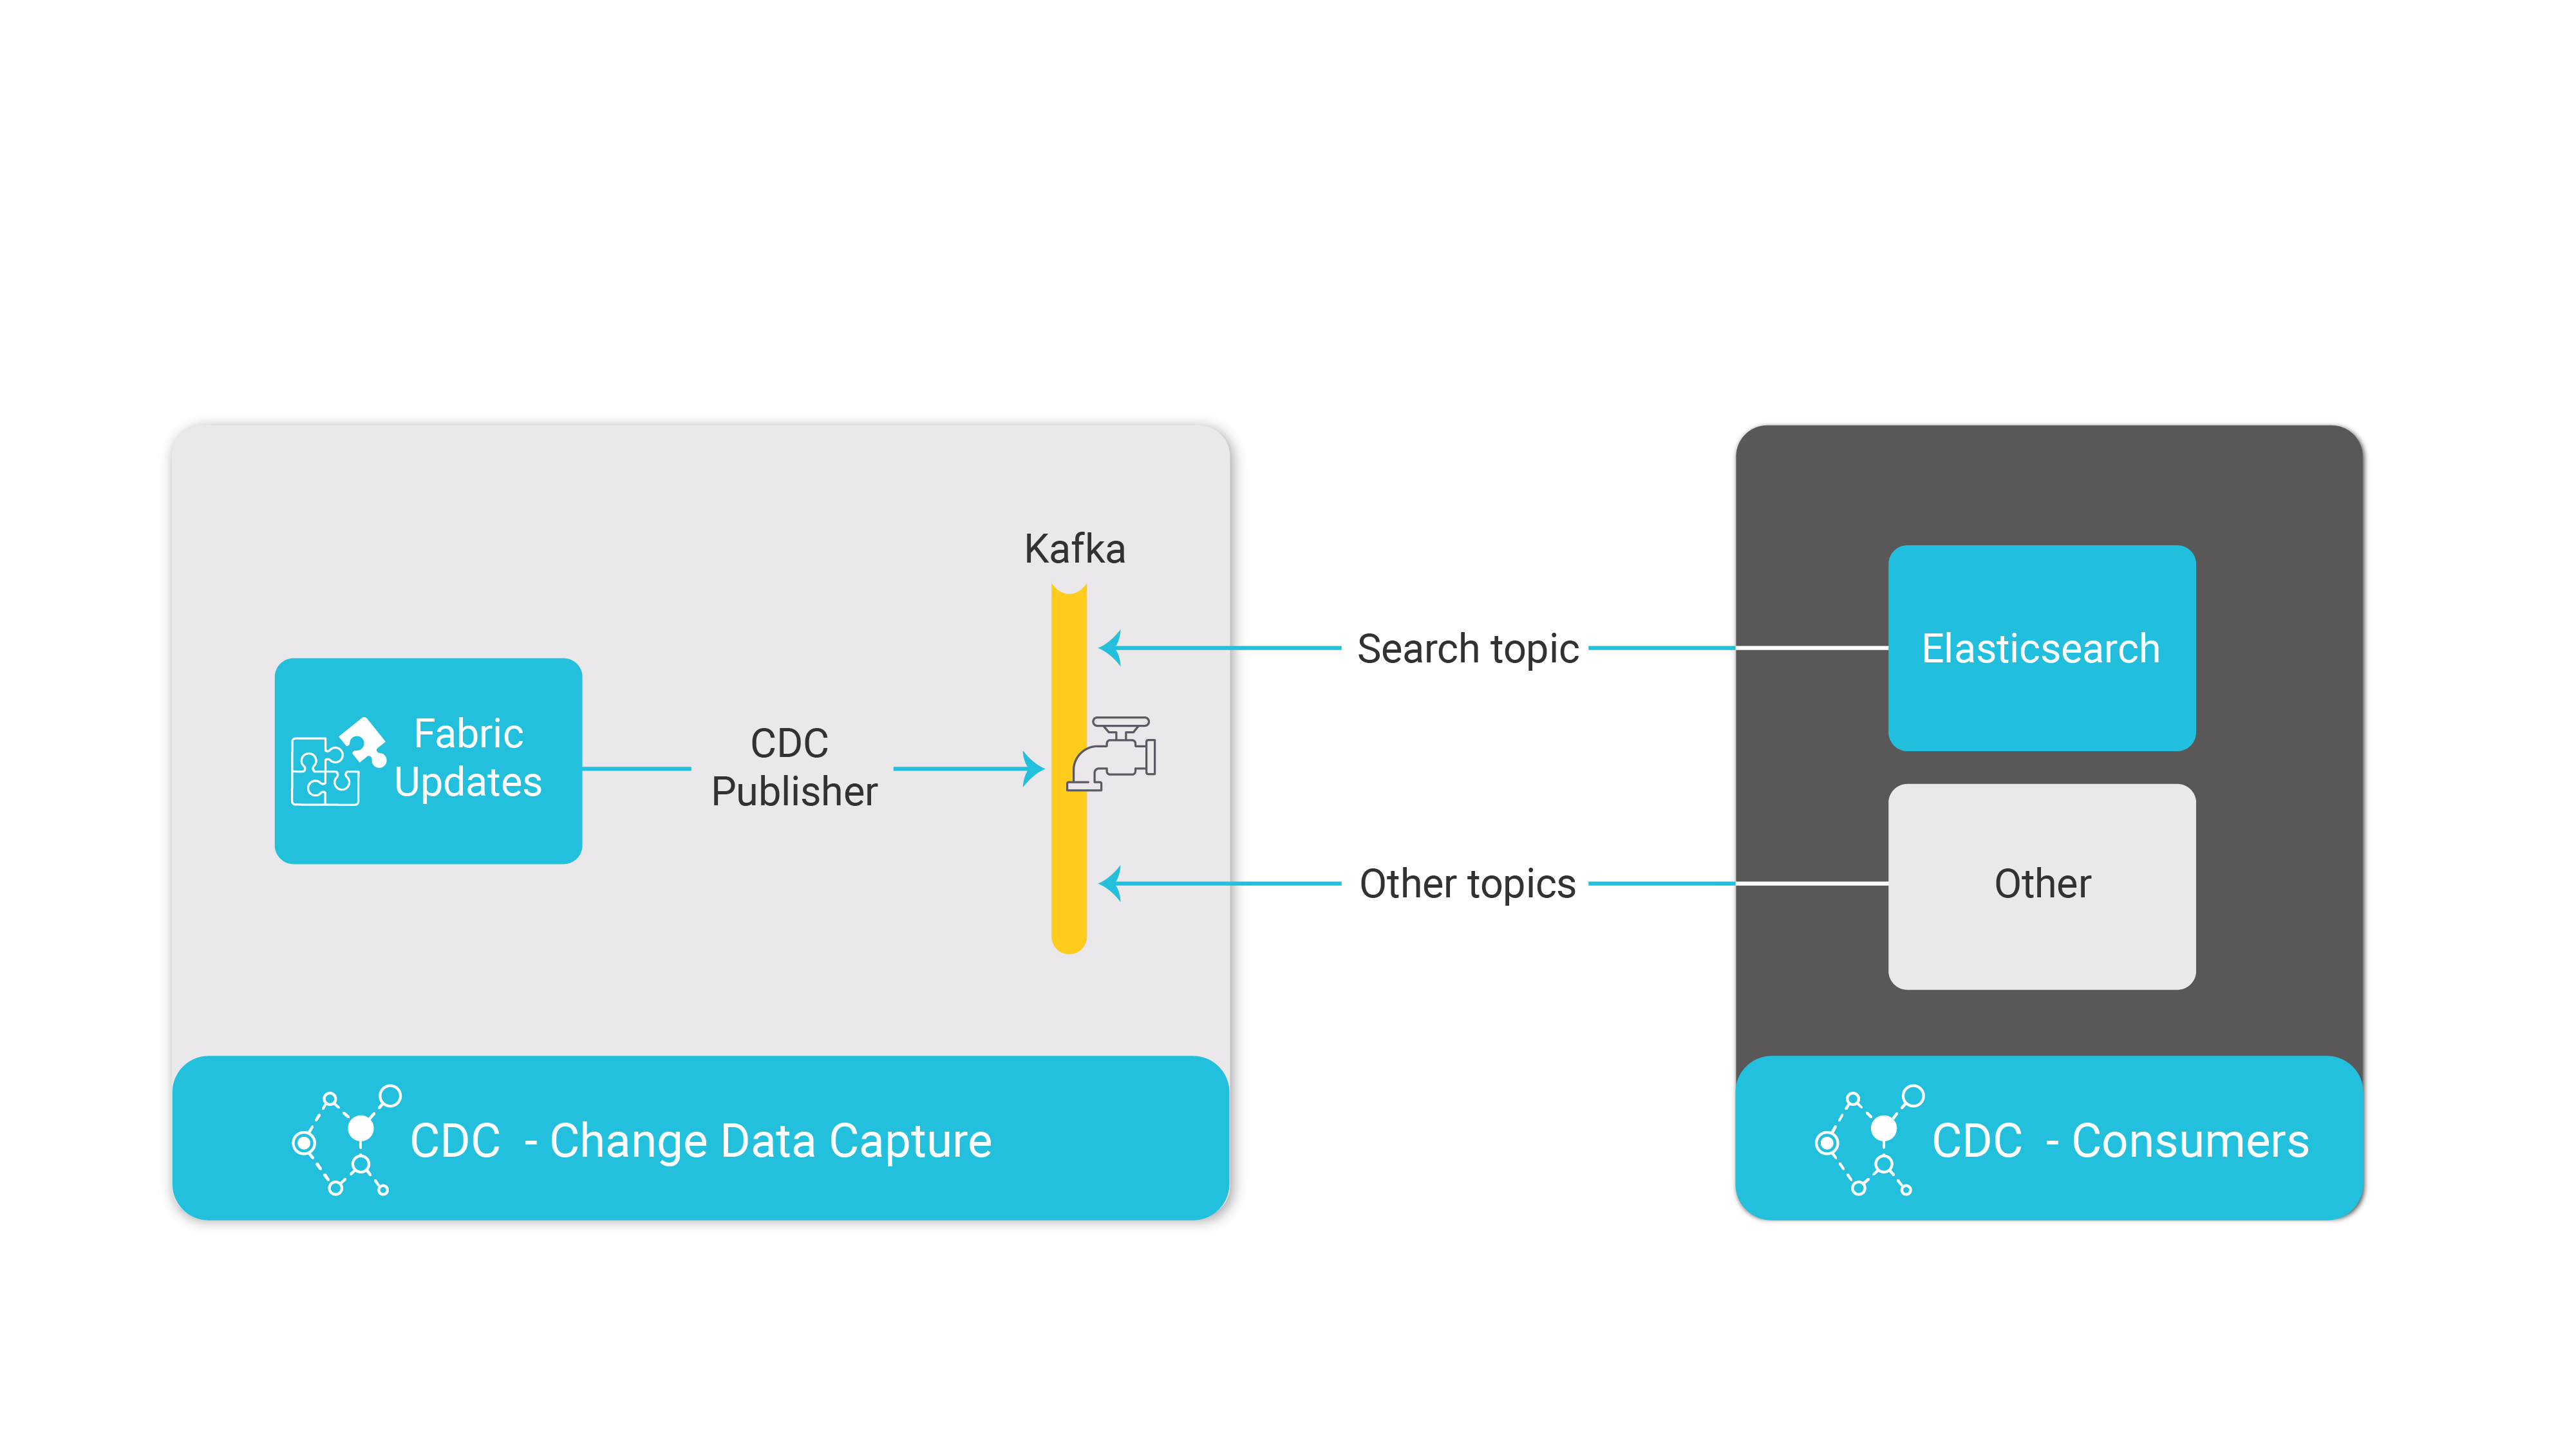 Kafka
Fabric
Updates
CDC
Publisher
Search topic
Other topics
Elasticsearch
Other
CDC - Change Data Capture
CDC - Consumers